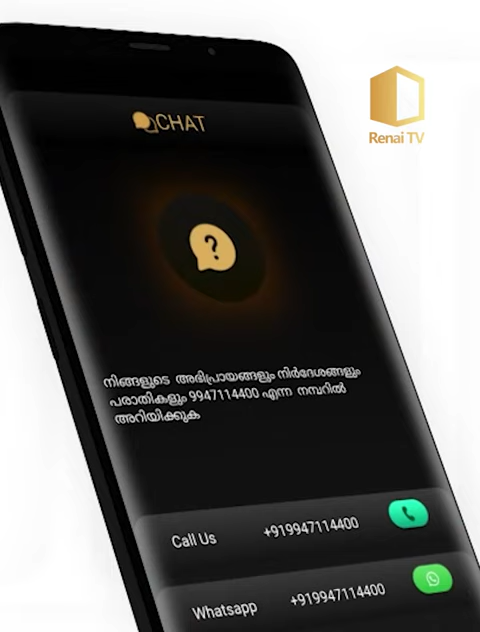 Renai TV
CHAT
?
നിങ്ങളുടെ അഭിപ്രായങ്ങളും നിർദേശങ്ങളും
പരാതികളും 9947114400 എന്ന നമ്പറിൽ
അറിയിക്കുക
Call Us +919947114400
Whatsapp +919947114400